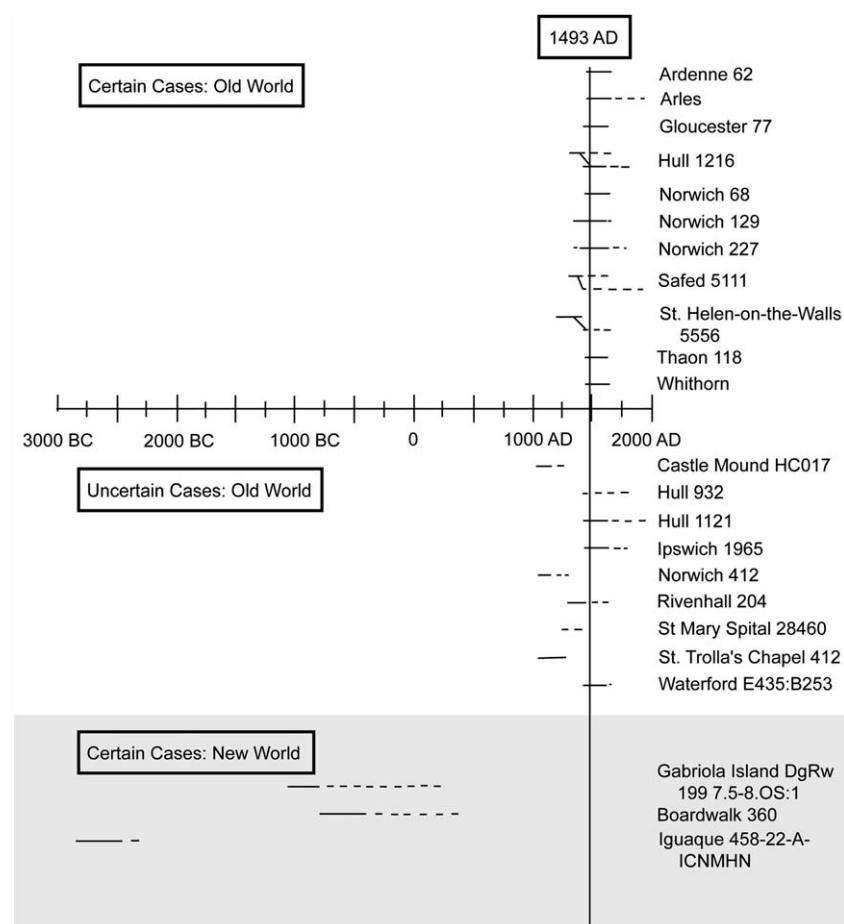 1493 AD
Certain Cases: Old World
Ardenne 62
Arles
Gloucester 77
Hull 1216
Norwich 68
Norwich 129
Norwich 227
Safed 5111
St. Helen-on-the-Walls
5556
Thaon 118
Whithorn
3000 BC 2000 BC 1000 BC 0 1000 AD 2000 AD
Uncertain Cases: Old World
Castle Mound HC017
Hull 932
Hull 1121
Ipswich 1965
Norwich 412
Rivenhall 204
St Mary Spital 28460
St. Trolla's Chapel 412
Waterford E435:B253
Certain Cases: New World
Gabriola Island DgRw
199 7.5-8.OS:1
Boardwalk 360
Iguaque 458-22-A-
ICNMHN